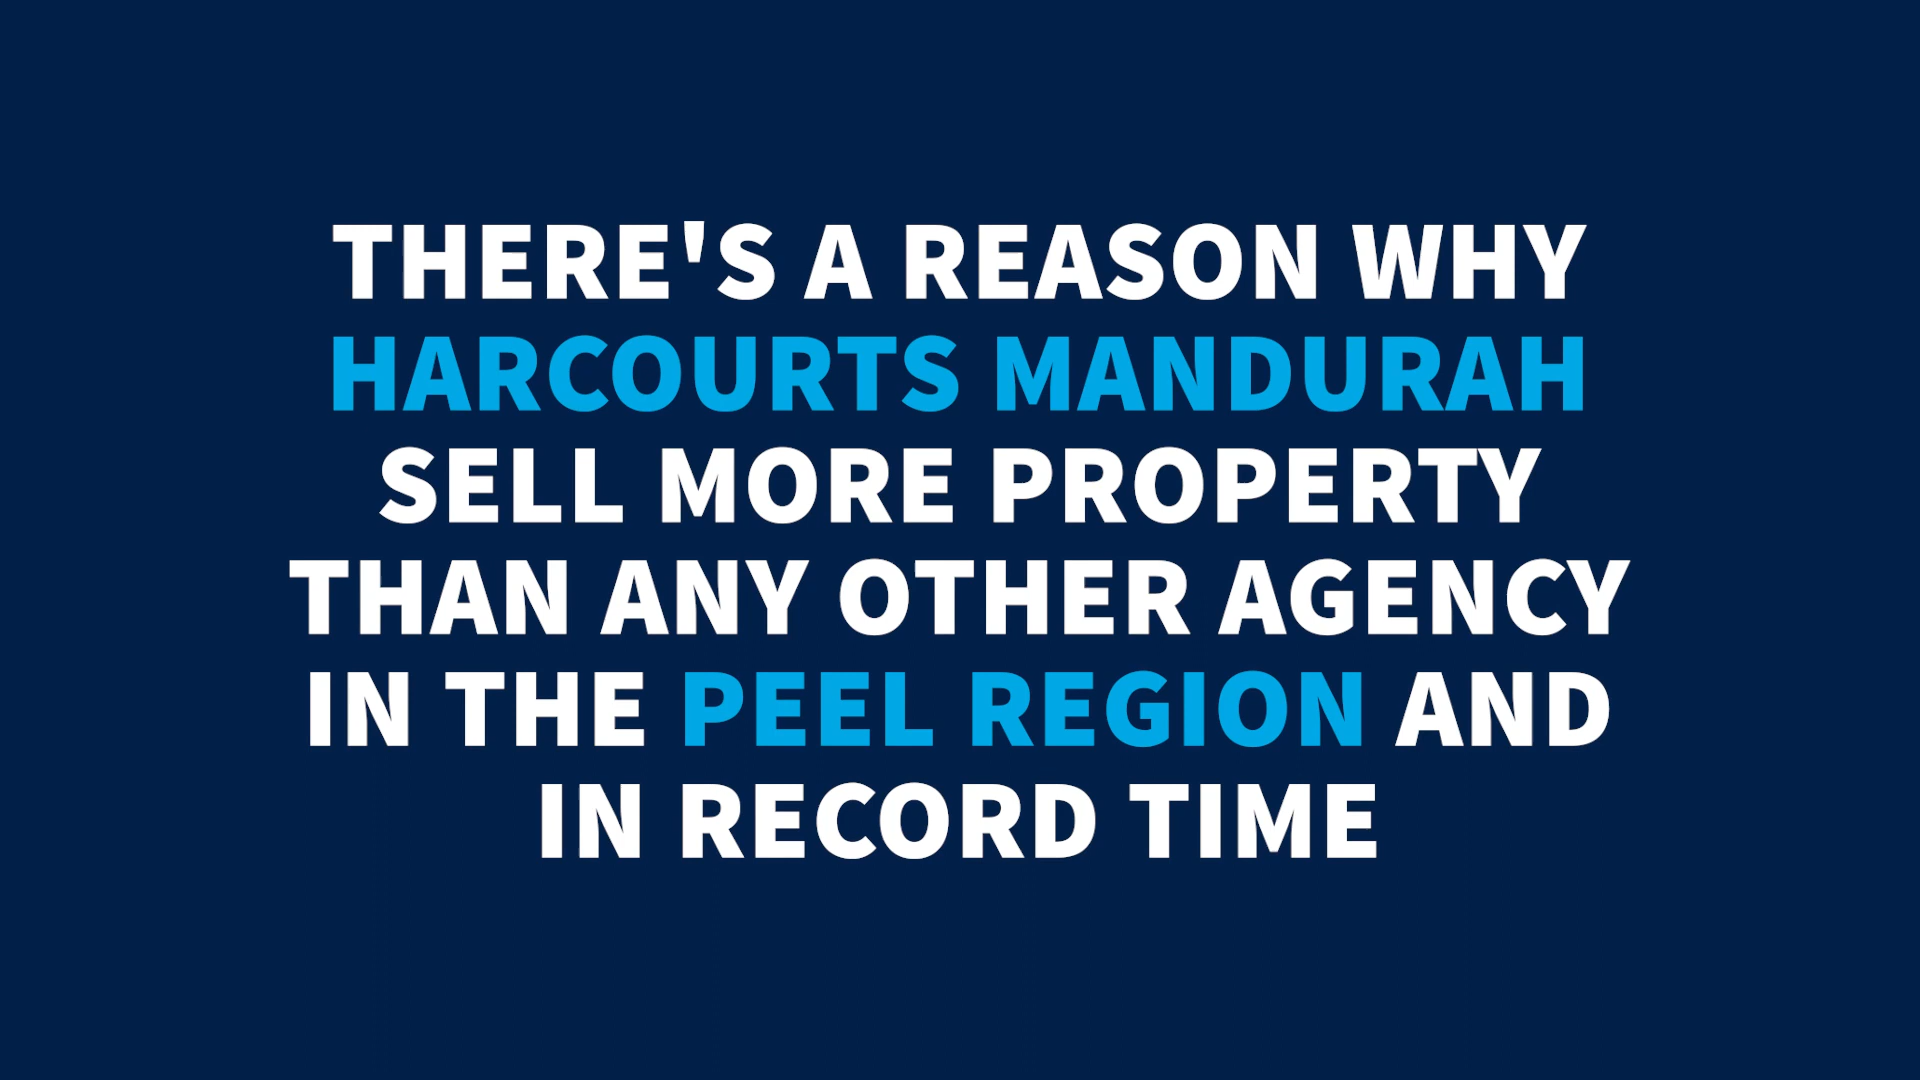 THERE'S A REASON WHY
HARCOURTS MANDURAH
SELL MORE PROPERTY
THAN ANY OTHER AGENCY
IN THE PEEL REGION AND
IN RECORD TIME